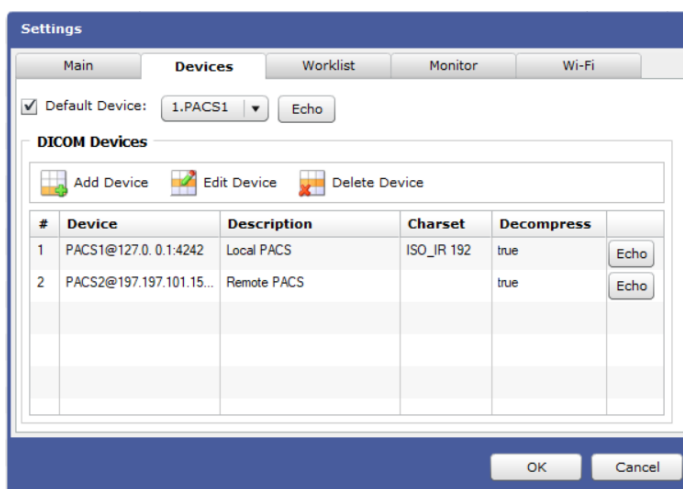 Settings
Main Devices Worklist Monitor Wi-Fi
Default Device: 1.PACS1 Echo
DICOM Devices
Add Device Edit Device Delete Device
# Device Description Charset Decompress
1 PACS1@127.0. 0.1:4242 Local PACS ISO_IR 192 true Echo
2 PACS2@197.197.101.15... Remote PACS true Echo
OK Cancel